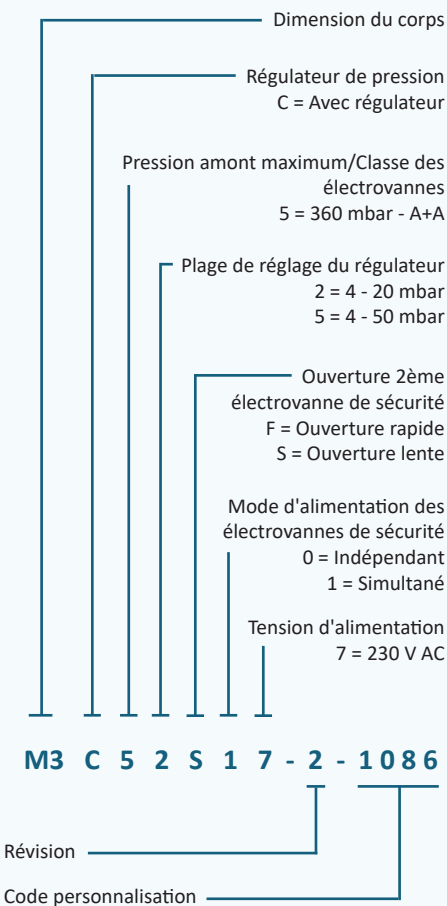 Dimension du corps
Régulateur de pression
C = Avec régulateur
Pression amont maximum/Classe des
électrovannes
5 = 360 mbar - A+A
Plage de réglage du régulateur
2 = 4 - 20 mbar
5 = 4 - 50 mbar
Ouverture 2ème
électrovanne de sécurité
F = Ouverture rapide
S = Ouverture lente
Mode d'alimentation des
électrovannes de sécurité
0 = Indépendant
1 = Simultané
Tension d'alimentation
7 = 230 V AC
M3 C 5 2 S 1 7 - 2 - 1086
Révision
Code personnalisation